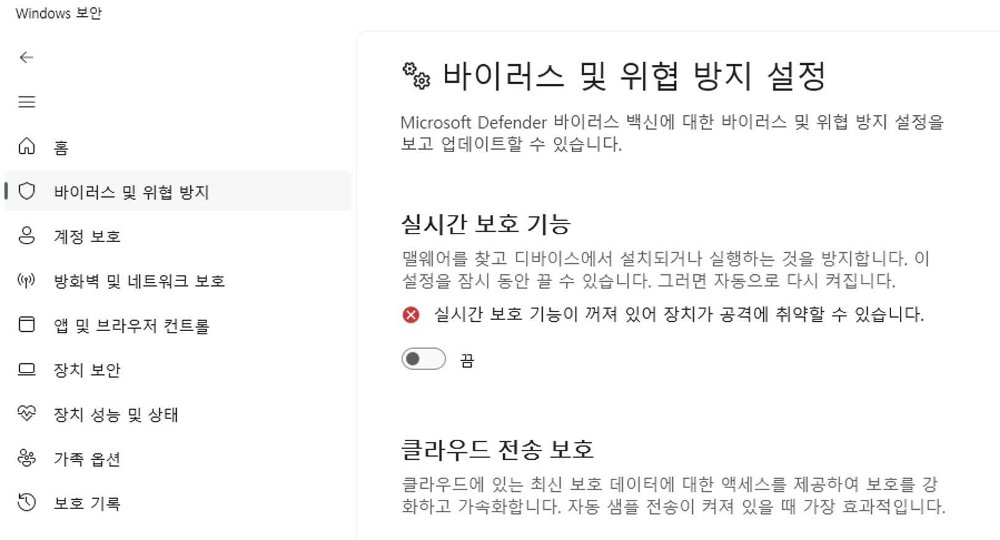 Windows 보안
홈
바이러스 및 위협 방지
계정 보호
방화벽 및 네트워크 보호
앱 및 브라우저 컨트롤
장치 보안
장치 성능 및 상태
가족 옵션
보호 기록
바이러스 및 위협 방지 설정
Microsoft Defender 바이러스 백신에 대한 바이러스 및 위협 방지 설정을
보고 업데이트할 수 있습니다.
실시간 보호 기능
맬웨어를 찾고 디바이스에서 설치되거나 실행하는 것을 방지합니다. 이
설정을 잠시 동안 끌 수 있습니다. 그러면 자동으로 다시 켜집니다.
실시간 보호 기능이 꺼져 있어 장치가 공격에 취약할 수 있습니다.
끔
클라우드 전송 보호
클라우드에 있는 최신 보호 데이터에 대한 액세스를 제공하여 보호를 강
화하고 가속화합니다. 자동 샘플 전송이 켜져 있을 때 가장 효과적입니다.